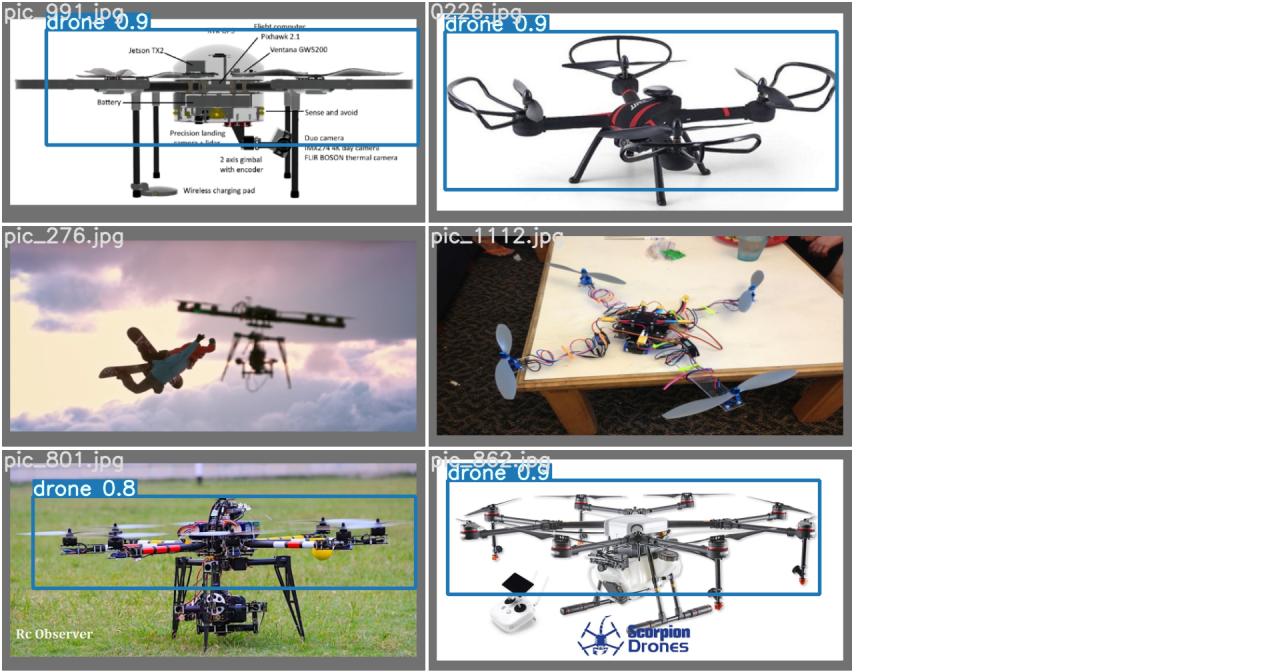 pic_991.jpg
drone 0.9
Flight computer
Pixhawk 2.1
Jetson TX2
Ventana GW5200
Battery
Sense and avoid
Precision landing
camera + lidar
Duo camera
IMX274 4K day camera
FLIR BOSON thermal camera
2 axis gimbal
with encoder
Wireless charging pad
0226.jpg
drone 0.9
pic_276.jpg
pic_1112.jpg
pic_801.jpg
drone 0.8
Rc Observer
pic_862.jpg
drone 0.9
Scorpion
Drones